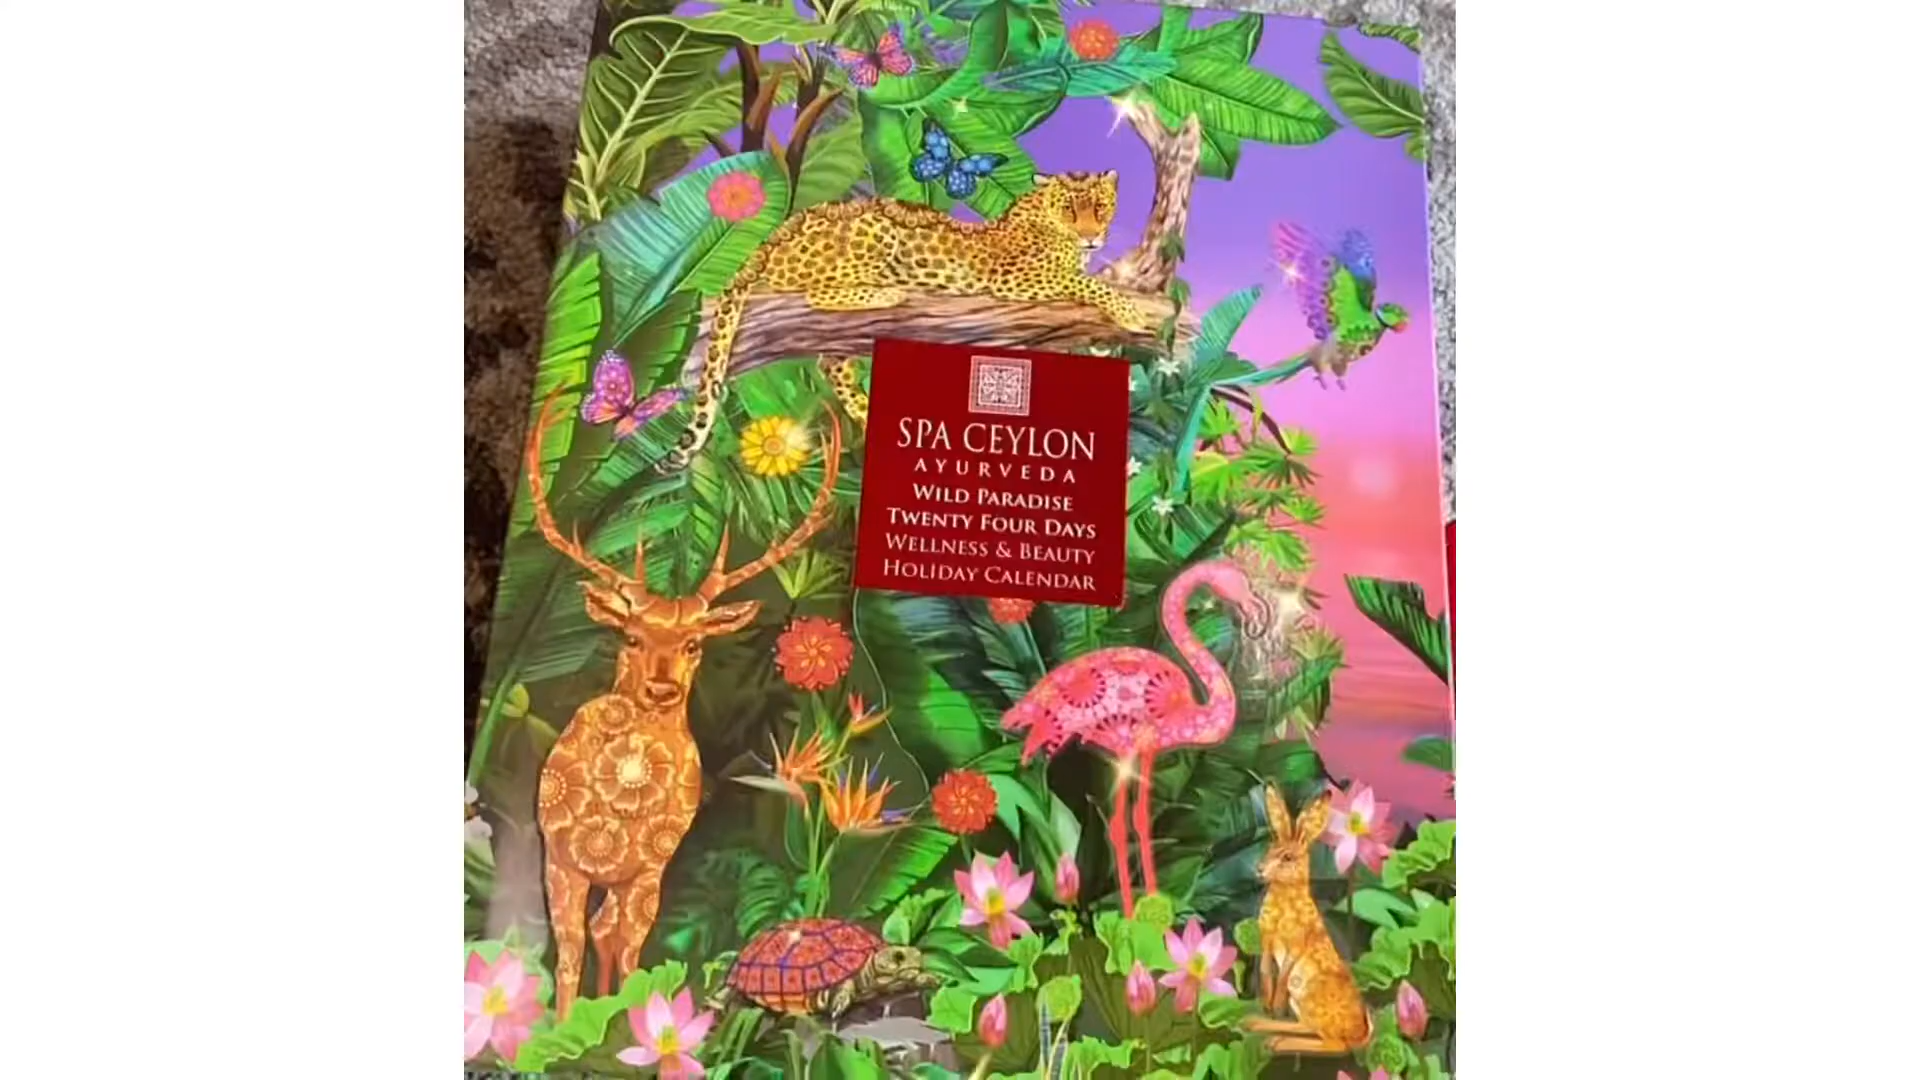 SPA CEYLON
AYURVEDA
WILD PARADISE
TWENTY FOUR DAYS
WELLNESS & BEAUTY
HOLIDAY CALENDAR